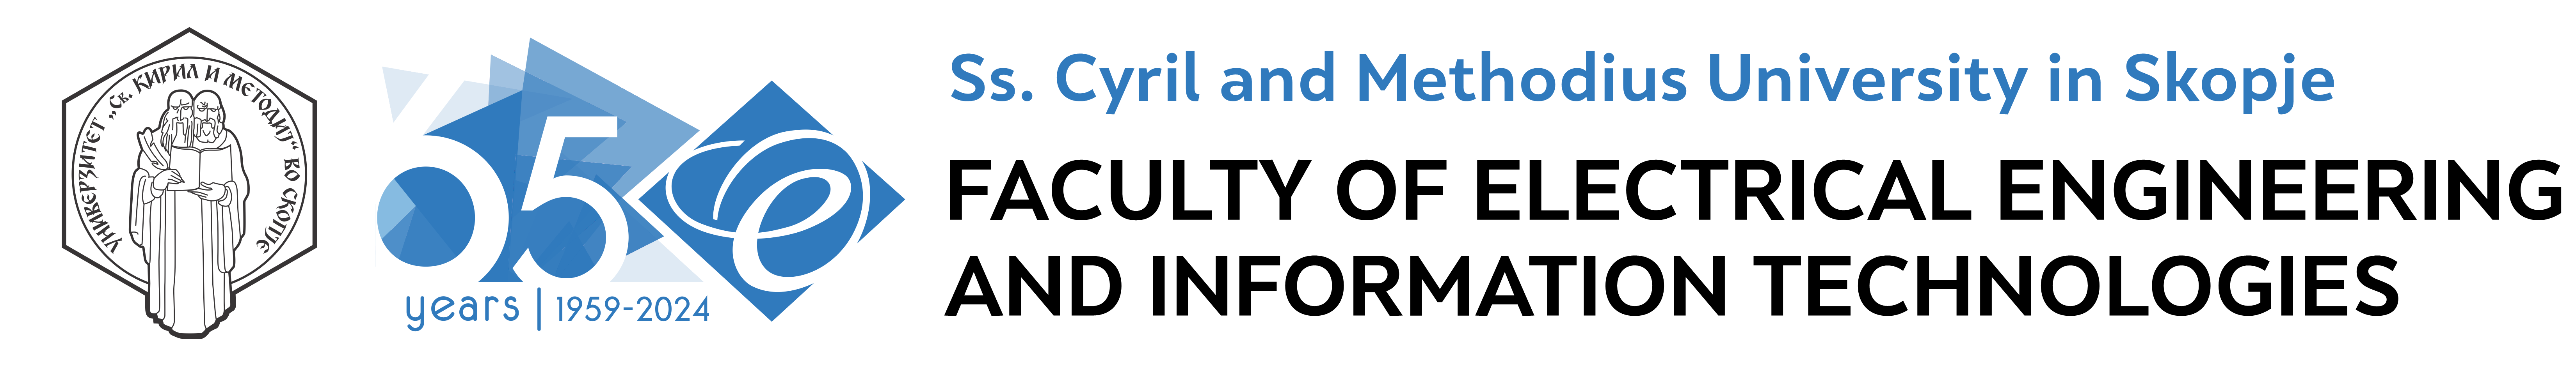 УНИВЕРЗИТЕТ „Св. КИРИЛ И МЕТОДИЈ“ ВО СКОПЈЕ
65
years | 1959-2024
e
Ss. Cyril and Methodius University in Skopje
FACULTY OF ELECTRICAL ENGINEERING
AND INFORMATION TECHNOLOGIES